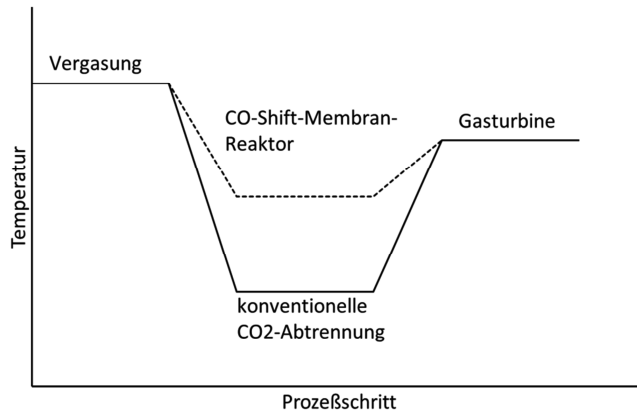 Vergasung
CO-Shift-Membran-
Reaktor
Gasturbine
Temperatur
konventionelle
CO2-Abtrennung
Prozeßschritt